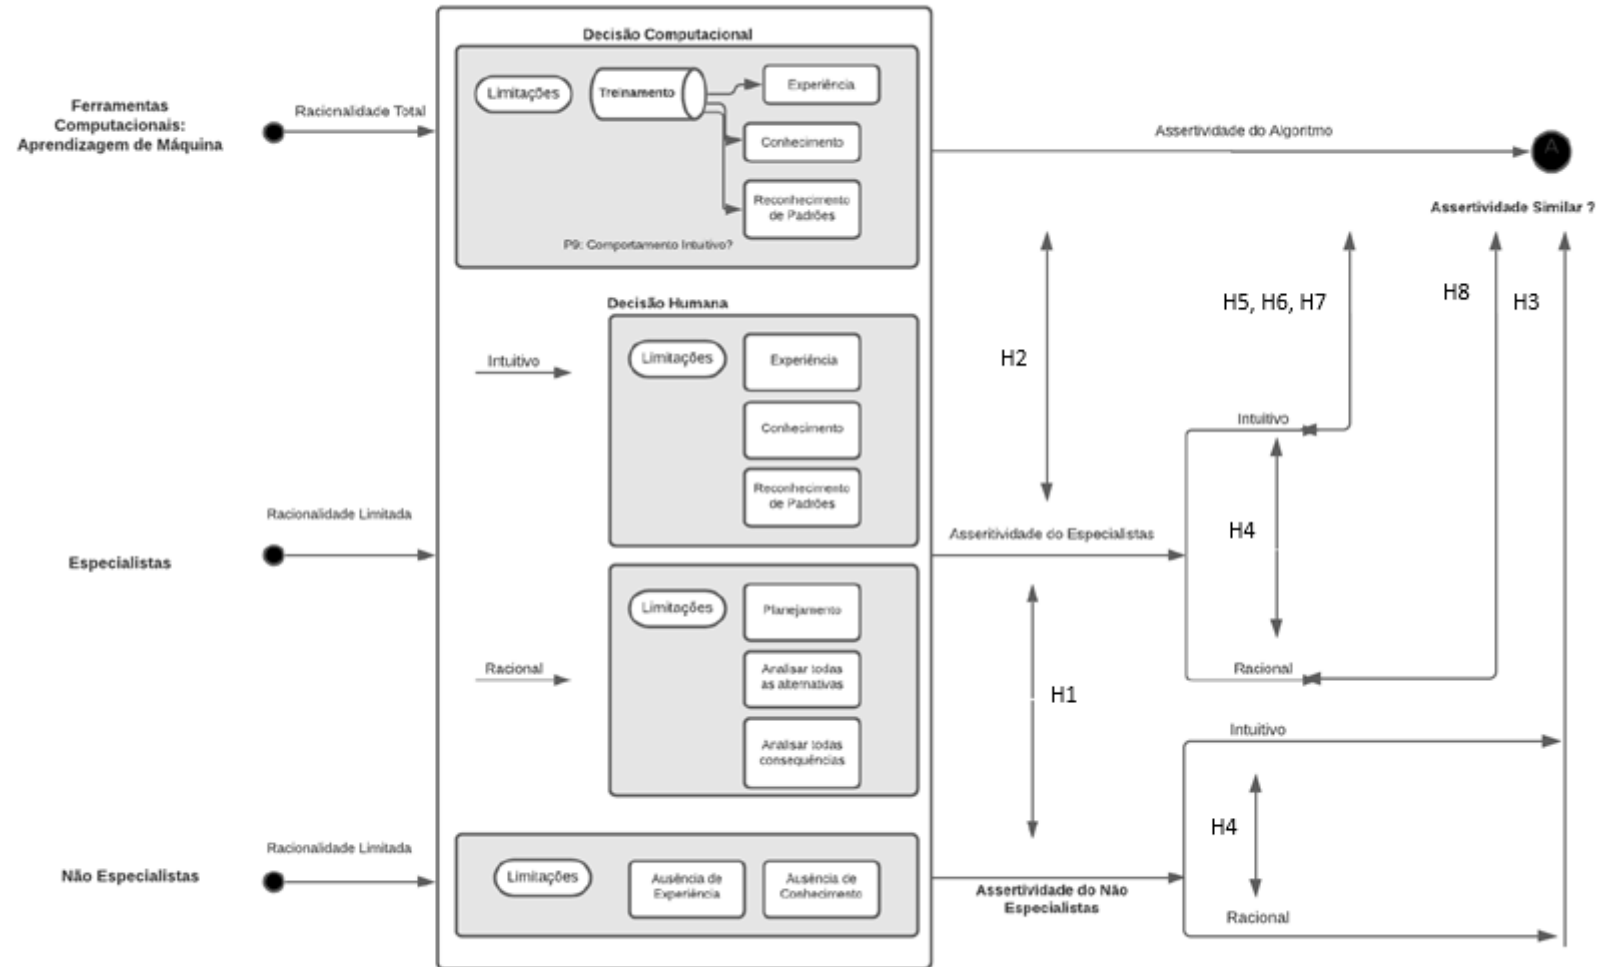 Decisão Computacional
Ferramentas
Computacionais:
Aprendizagem de Máquina
Racionalidade Total
Limitações
Treinamento
Experiência
Conhecimento
Reconhecimento
de Padrões
P9: Comportamento Intuitivo?
Assertividade do Algoritmo
A
Assertividade Similar ?
Decisão Humana
Intuitivo
Limitações
Experiência
Conhecimento
Reconhecimento
de Padrões
H2
H5, H6, H7
H8
H3
Especialistas
Racionalidade Limitada
Racional
Limitações
Planejamento
Analisar todas
as alternativas
Analisar todas
consequências
Asseritividade do Especialistas
Intuitivo
H4
Racional
H1
Não Especialistas
Racionalidade Limitada
Limitações
Ausência de
Experiência
Ausência de
Conhecimento
Assertividade do Não
Especialistas
Intuitivo
H4
Racional